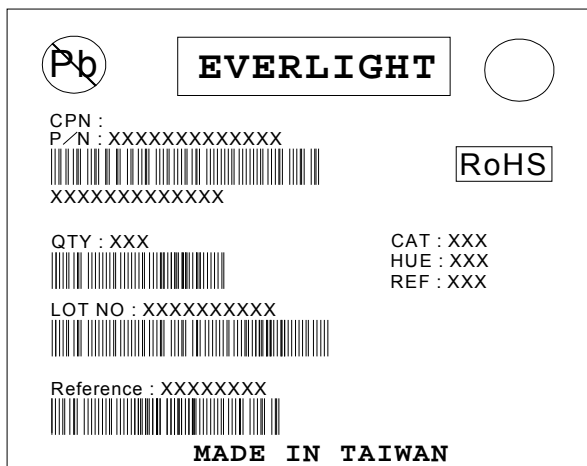 Pb
EVERLIGHT
CPN :
P/N : XXXXXXXXXXXXX
RoHS
XXXXXXXXXXXXX
QTY : XXX
CAT : XXX
HUE : XXX
REF : XXX
LOT NO : XXXXXXXXXX
Reference : XXXXXXXX
MADE IN TAIWAN